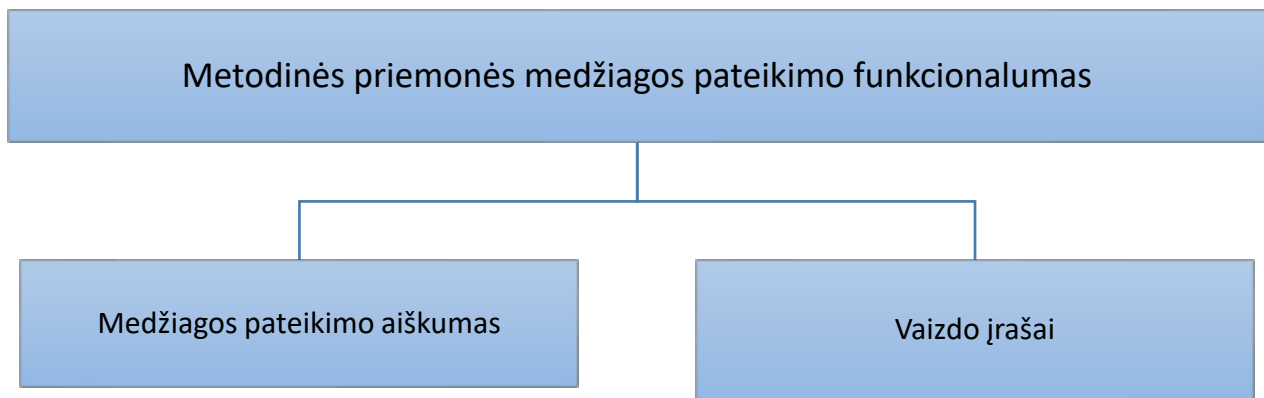 Metodinės priemonės medžiagos pateikimo funkcionalumas
Medžiagos pateikimo aiškumas
Vaizdo įrašai